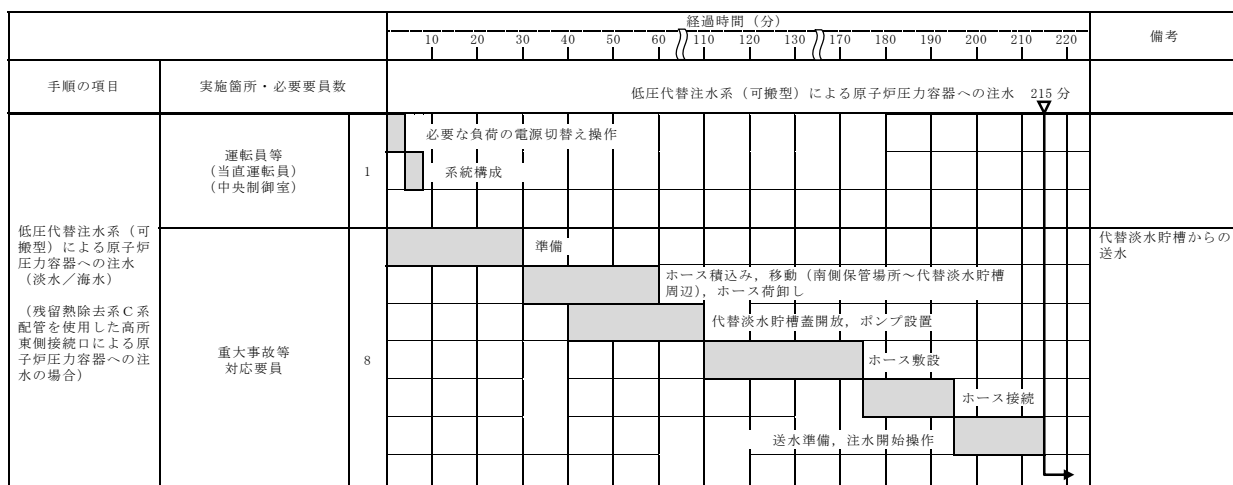 経過時間（分）
備考
10 20 30 40 50 60 110 120 130 170 180 190 200 210 220
手順の項目
実施箇所・必要要員数
低圧代替注水系（可搬型）による原子炉圧力容器への注水 215 分
運転員等
（当直運転員）
（中央制御室）
1
必要な負荷の電源切替え操作
系統構成
低圧代替注水系（可
搬型）による原子炉
圧力容器への注水
（淡水／海水）
（残留熱除去系Ｃ系
配管を使用した高所
東側接続口による原
子炉圧力容器への注
水の場合）
重大事故等
対応要員
8
準備
ホース積込み，移動（南側保管場所～代替淡水貯槽
周辺），ホース荷卸し
代替淡水貯槽蓋開放，ポンプ設置
ホース敷設
ホース接続
送水準備，注水開始操作
代替淡水貯槽からの
送水